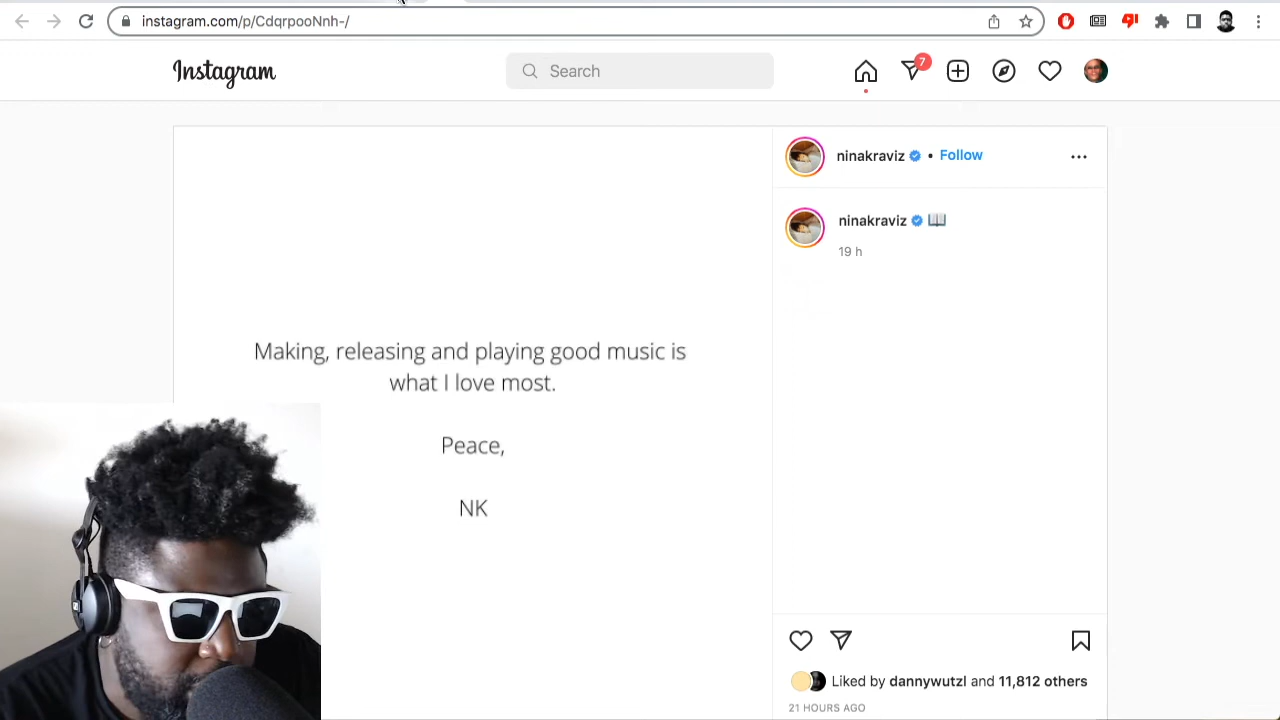 instagram.com/p/CdqrpooNnh-/
Instagram
Search
7
ninakraviz • Follow
ninakraviz
19 h
Making, releasing and playing good music is
what I love most.
Peace,
NK
Liked by dannywutzl and 11,812 others
21 HOURS AGO